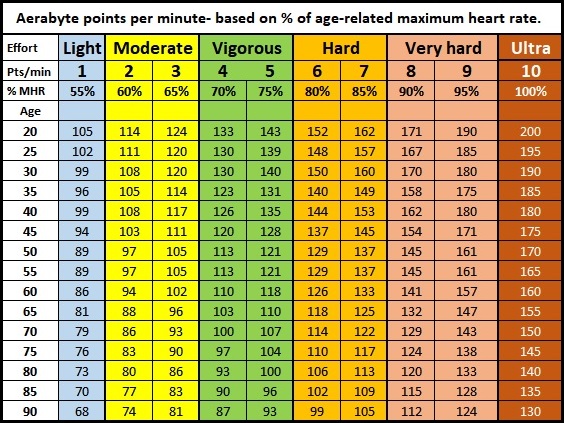 Aerabyte points per minute- based on % of age-related maximum heart rate.
Effort Light Moderate Vigorous Hard Very hard Ultra
Pts/min 1 2 3 4 5 6 7 8 9 10
% MHR 55% 60% 65% 70% 75% 80% 85% 90% 95% 100%
Age
20 105 114 124 133 143 152 162 171 190 200
25 102 111 120 130 139 148 157 167 185 195
30 99 108 120 130 140 150 160 170 180 190
35 96 105 114 123 131 140 149 158 175 185
40 99 108 117 126 135 144 153 162 180 180
45 94 103 111 120 128 137 145 154 171 175
50 89 97 105 113 121 129 137 145 161 170
55 89 97 105 113 121 129 137 145 161 165
60 86 94 102 110 118 126 133 141 157 160
65 81 88 96 103 110 118 125 132 147 155
70 79 86 93 100 107 114 122 129 143 150
75 76 83 90 97 104 110 117 124 138 145
80 73 80 86 93 100 106 113 120 133 140
85 70 77 83 90 96 102 109 115 128 135
90 68 74 81 87 93 99 105 112 124 130